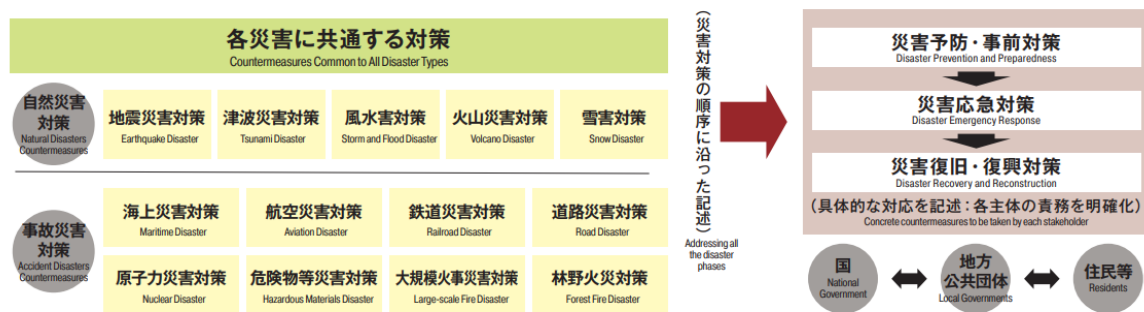 各災害に共通する対策
Countermeasures Common to All Disaster Types
自然災害
対策
Natural Disasters
Countermeasures
地震災害対策
Earthquake Disaster
津波災害対策
Tsunami Disaster
風水害対策
Storm and Flood Disaster
火山災害対策
Volcano Disaster
雪害対策
Snow Disaster
事故災害
対策
Accident Disasters
Countermeasures
海上災害対策
Maritime Disaster
航空災害対策
Aviation Disaster
鉄道災害対策
Railroad Disaster
道路災害対策
Road Disaster
原子力災害対策
Nuclear Disaster
危険物等災害対策
Hazardous Materials Disaster
大規模火事災害対策
Large-scale Fire Disaster
林野火災対策
Forest Fire Disaster
(災害対策の順序に沿った記述)
Addressing all
the disaster
phases
災害予防・事前対策
Disaster Prevention and Preparedness
災害応急対策
Disaster Emergency Response
災害復旧・復興対策
Disaster Recovery and Reconstruction
(具体的な対応を記述:各主体の責務を明確化)
Concrete countermeasures to be taken by each stakeholder
国
National
Government
地方
公共団体
Local Governments
住民等
Residents